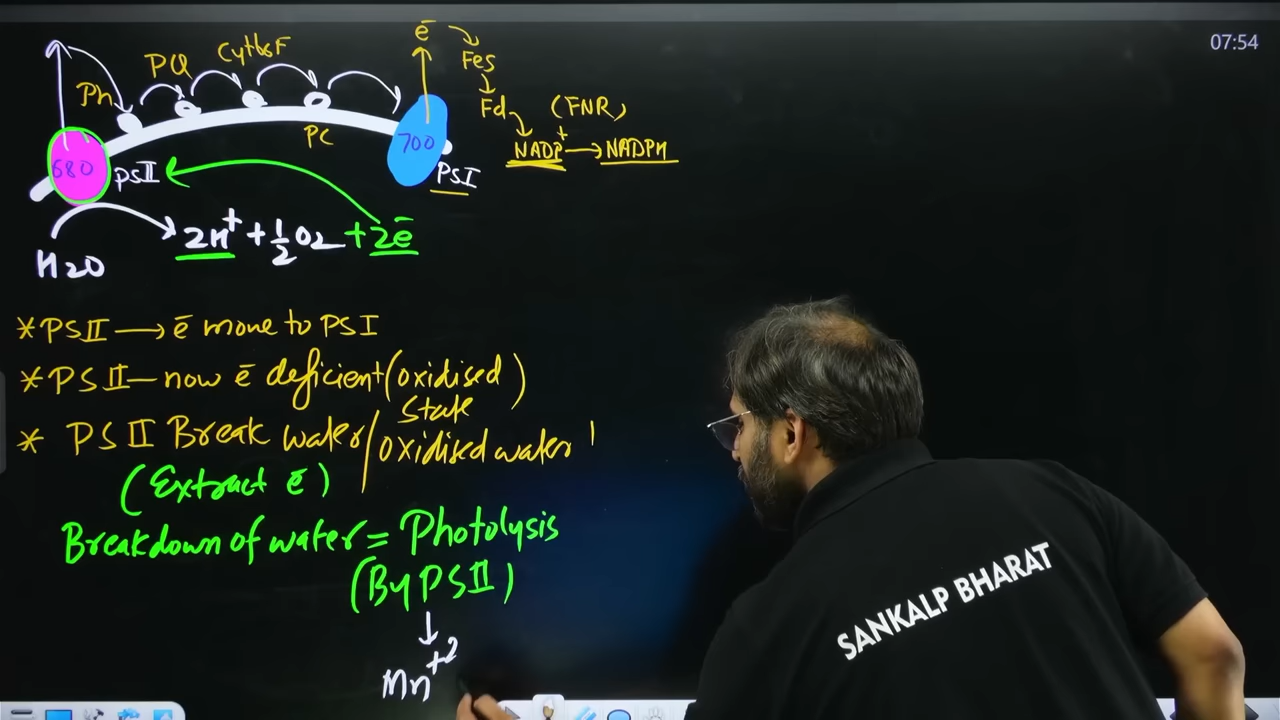 07:54
e⁻
Ph
PQ
Cytb6F
PC
FeS
Fd
(FNR)
NADP⁺ → NADPH
680
PSII
700
PSI
H2O
2H⁺ + ½O2 + 2e⁻
*PSII → e⁻ move to PSI
*PSII - now e⁻ deficient (oxidised)
State
* PSII Break water / oxidised water
(Extract e⁻)
Breakdown of water = Photolysis
(By PSII)
↓
Mn⁺²
SANKALP BHARAT